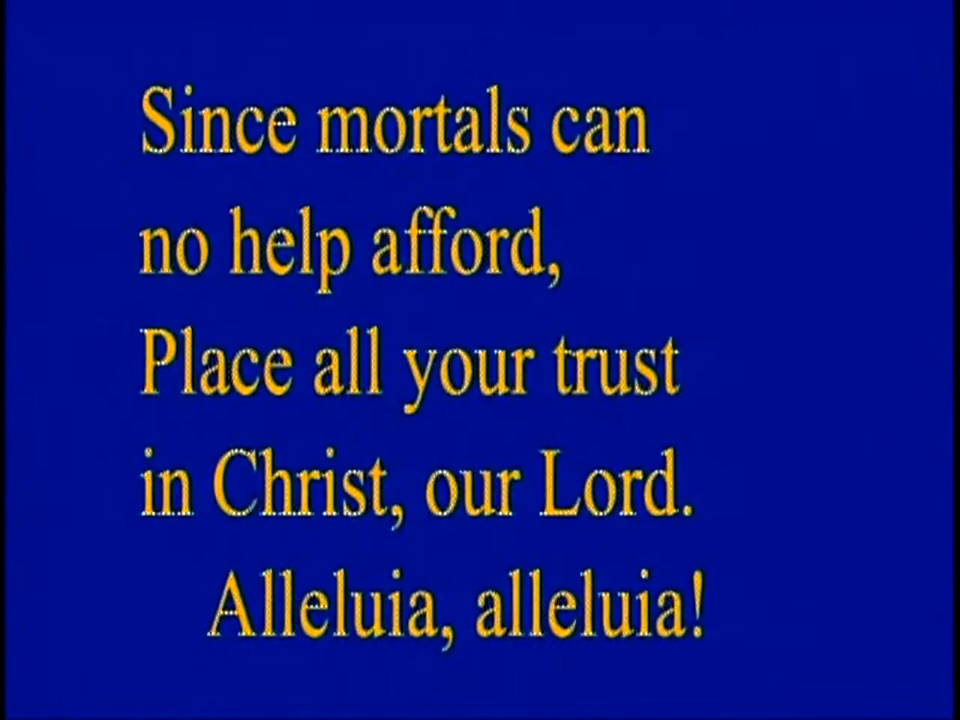 Since mortals can
no help afford,
Place all your trust
in Christ, our Lord.
Alleluia, alleluia!